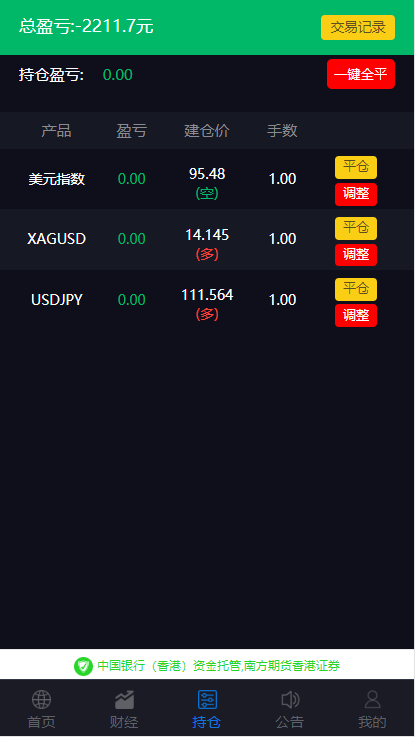 总盈亏:-2211.7元 交易记录
持仓盈亏: 0.00 一键全平
产品 盈亏 建仓价 手数
美元指数 0.00 95.48 (空) 1.00 平仓 调整
XAGUSD 0.00 14.145 (多) 1.00 平仓 调整
USDJPY 0.00 111.564 (多) 1.00 平仓 调整
中国银行（香港）资金托管,南方期货香港证券
首页 财经 持仓 公告 我的